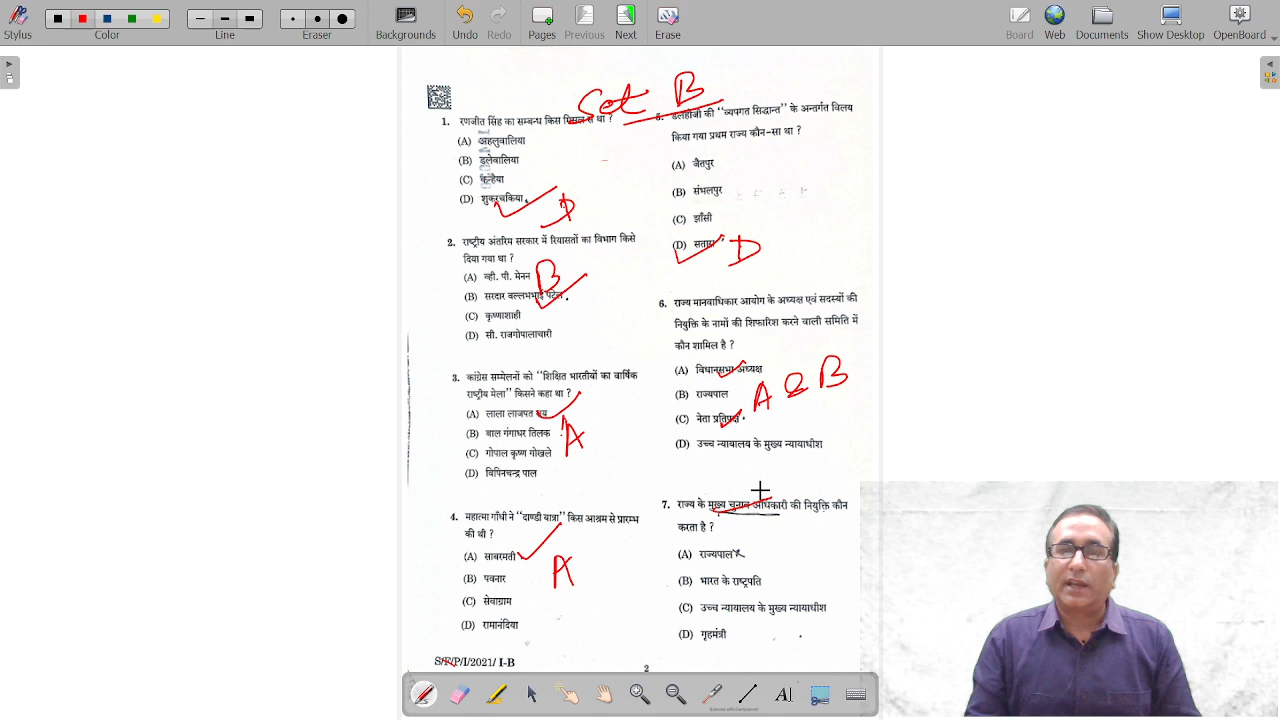 Stylus
Color
Line
Eraser
Backgrounds
Undo
Redo
Pages
Previous
Next
Erase
Board
Web
Documents
Show Desktop
OpenBoard
Set B
1. रणजीत सिंह का सम्बन्ध किस मिसल से था ?
(A) अहलुवालिया
(B) डलेवालिया
(C) कन्हैया
(D) शुकरचकिया
D
2. राष्ट्रीय अंतरिम सरकार में रियासतों का विभाग किसे
दिया गया था ?
(A) व्ही. पी. मेनन
(B) सरदार वल्लभभाई पटेल
B
(C) कृष्णाशाही
(D) सी. राजगोपालाचारी
3. कांग्रेस सम्मेलनों को "शिक्षित भारतीयों का वार्षिक
राष्ट्रीय मेला" किसने कहा था ?
(A) लाला लाजपत राय
(B) बाल गंगाधर तिलक
A
(C) गोपाल कृष्ण गोखले
(D) विपिनचन्द्र पाल
4. महात्मा गाँधी ने "दाण्डी यात्रा" किस आश्रम से प्रारम्भ
की थी ?
(A) साबरमती
A
(B) पवनार
(C) सेवाग्राम
(D) रामानंदिया
S/P/I/2021/ I-B
5. डलहौजी की "व्यपगत सिद्धान्त" के अन्तर्गत विलय
किया गया प्रथम राज्य कौन-सा था ?
(A) जैतपुर
(B) संभलपुर
(C) झाँसी
(D) सतारा
D
6. राज्य मानवाधिकार आयोग के अध्यक्ष एवं सदस्यों की
नियुक्ति के नामों की शिफारिश करने वाली समिति में
कौन शामिल है ?
(A) विधानसभा अध्यक्ष
(B) राज्यपाल
A & B
(C) नेता प्रतिपक्ष
(D) उच्च न्यायालय के मुख्य न्यायाधीश
7. राज्य के मुख्य चुनाव अधिकारी की नियुक्ति कौन
करता है ?
(A) राज्यपाल
(B) भारत के राष्ट्रपति
(C) उच्च न्यायालय के मुख्य न्यायाधीश
(D) गृहमंत्री
2